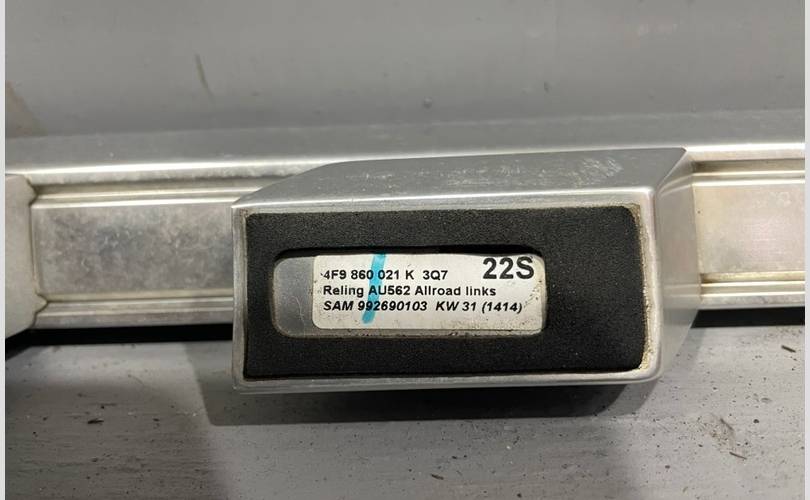 4F9 860 021 K 3Q7 22S
Reling AU562 Allroad links
SAM 992690103 KW 31 (1414)